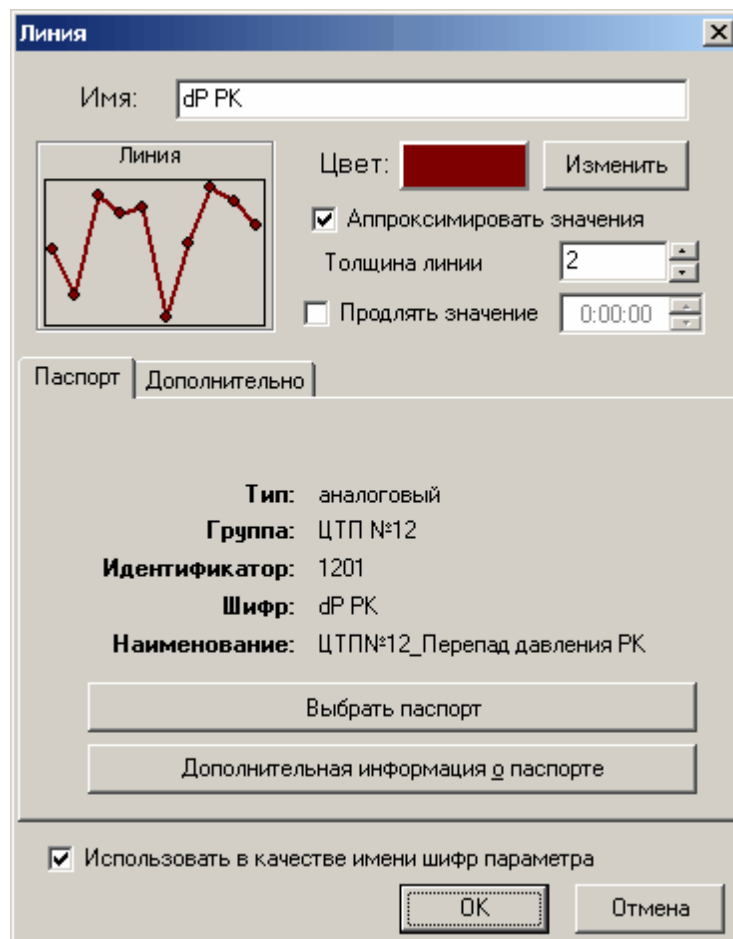 Линия
Имя: dP РК
Линия
Цвет: Изменить
Аппроксимировать значения
Толщина линии 2
Продлять значение 0:00:00
Паспорт Дополнительно
Тип: аналоговый
Группа: ЦТП №12
Идентификатор: 1201
Шифр: dP РК
Наименование: ЦТП№12_Перепад давления РК
Выбрать паспорт
Дополнительная информация о паспорте
Использовать в качестве имени шифр параметра
OK Отмена